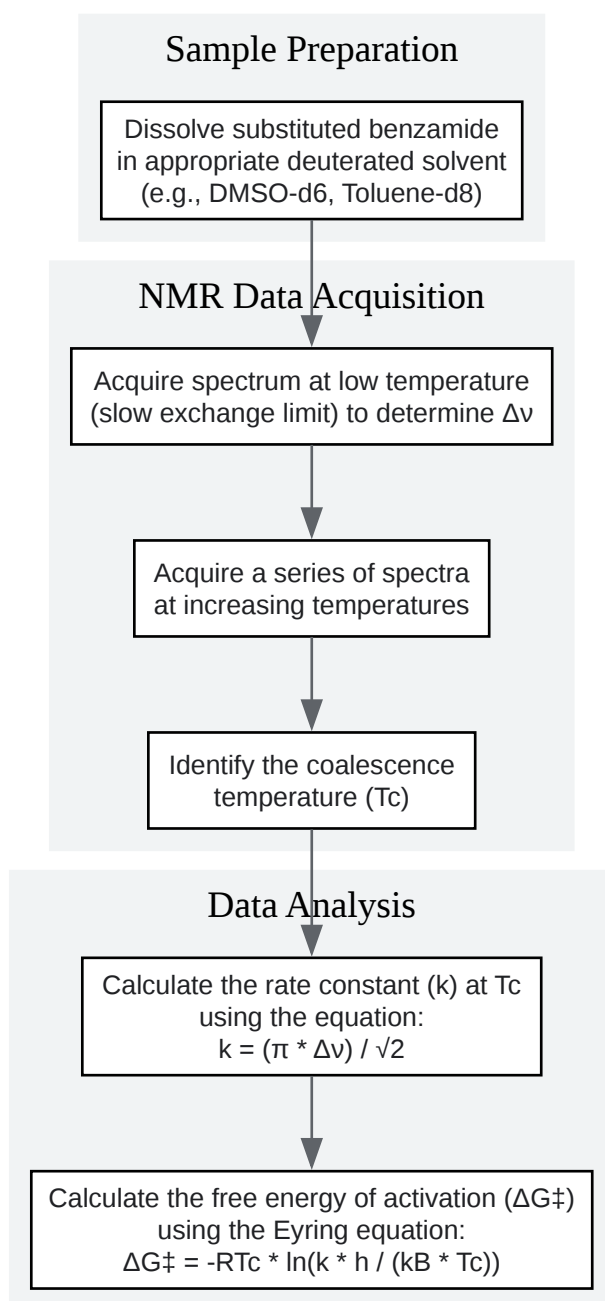 Sample Preparation
Dissolve substituted benzamide
in appropriate deuterated solvent
(e.g., DMSO-d6, Toluene-d8)
NMR Data Acquisition
Acquire spectrum at low temperature
(slow exchange limit) to determine Δν
Acquire a series of spectra
at increasing temperatures
Identify the coalescence
temperature (Tc)
Data Analysis
Calculate the rate constant (k) at Tc
using the equation:
k = (π * Δν) / √2
Calculate the free energy of activation (ΔG‡)
using the Eyring equation:
ΔG‡ = -RTc * ln(k * h / (kB * Tc))